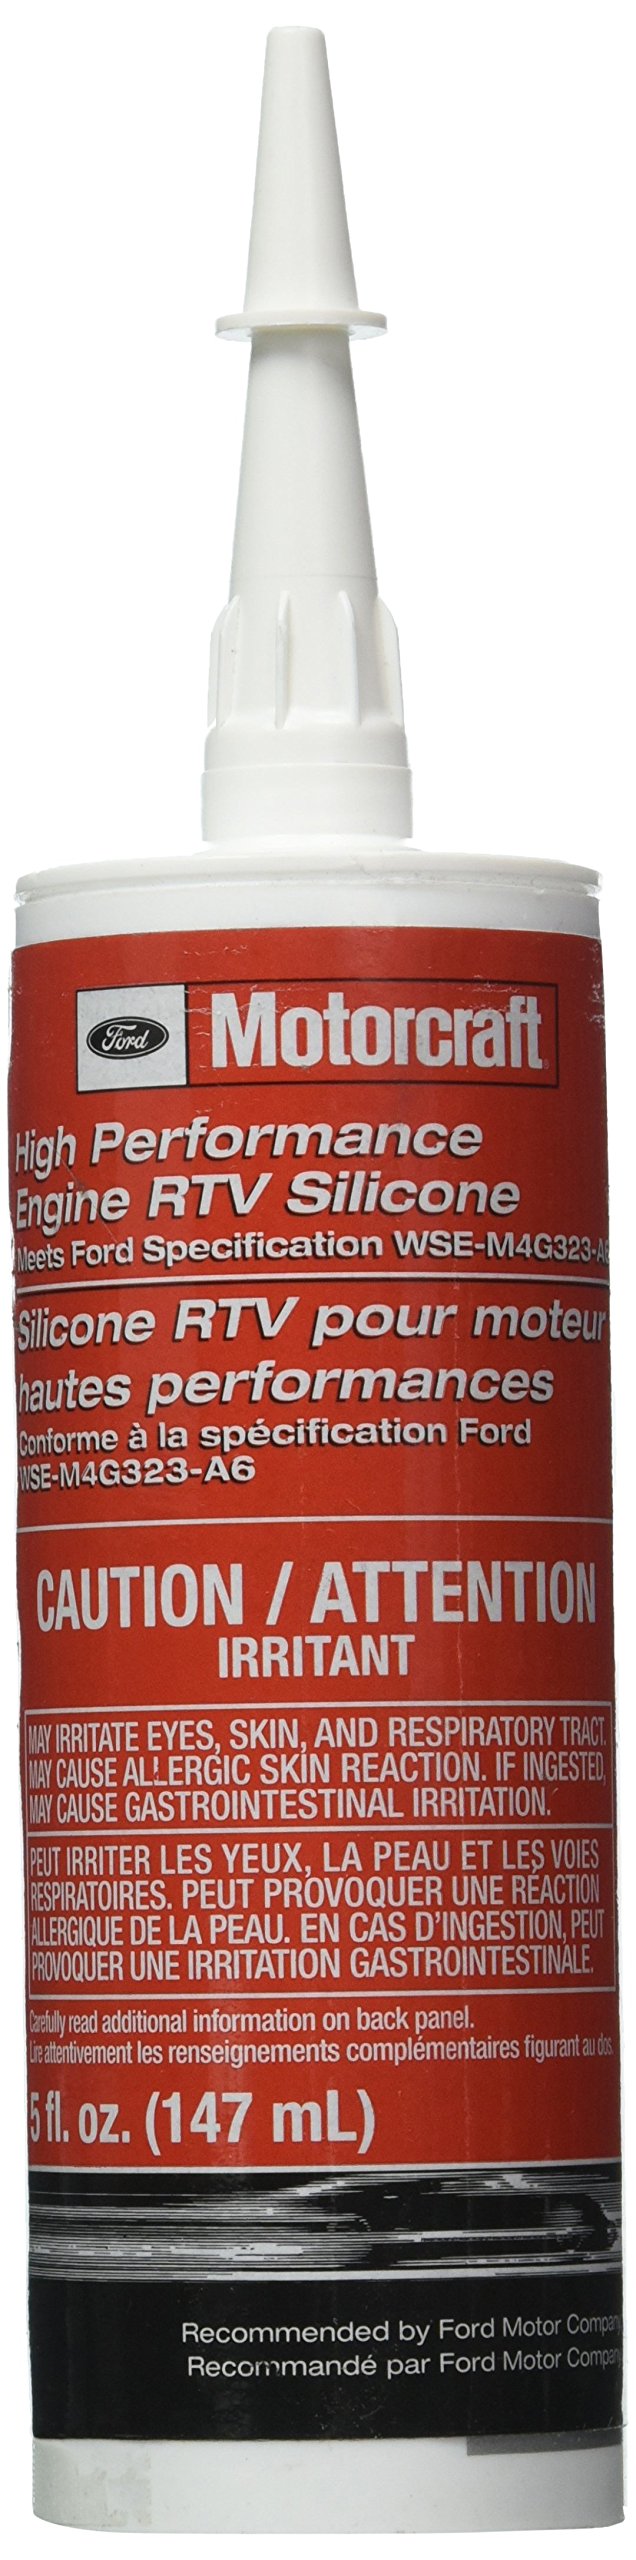 Ford Motorcraft
High Performance
Engine RTV Silicone
Meets Ford Specification WSE-M4G323-A6
Silicone RTV pour moteur
hautes performances
Conforme à la spécification Ford
WSE-M4G323-A6
CAUTION / ATTENTION
IRRITANT
MAY IRRITATE EYES, SKIN, AND RESPIRATORY TRACT.
MAY CAUSE ALLERGIC SKIN REACTION. IF INGESTED,
MAY CAUSE GASTROINTESTINAL IRRITATION.
PEUT IRRITER LES YEUX, LA PEAU ET LES VOIES
RESPIRATOIRES. PEUT PROVOQUER UNE RÉACTION
ALLERGIQUE DE LA PEAU. EN CAS D'INGESTION, PEUT
PROVOQUER UNE IRRITATION GASTROINTESTINALE.
Carefully read additional information on back panel.
Lire attentivement les renseignements complémentaires figurant au dos.
5 fl. oz. (147 mL)
Recommended by Ford Motor Company
Recommandé par Ford Motor Company